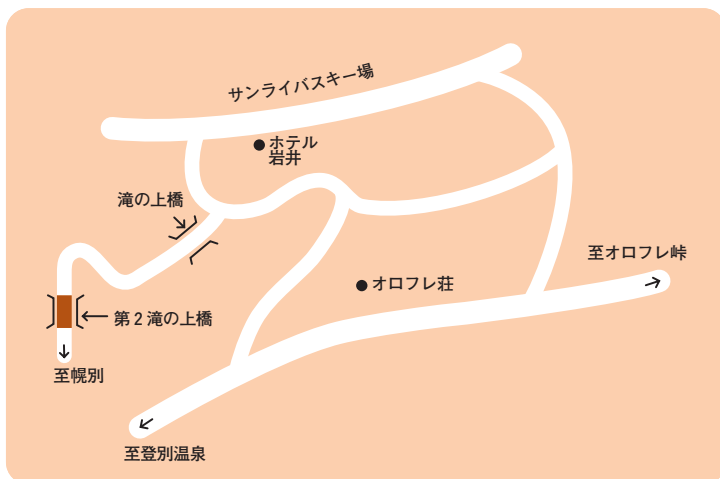 サンライバスキー場
ホテル
岩井
滝の上橋
至オロフレ峠
オロフレ荘
第2滝の上橋
至幌別
至登別温泉